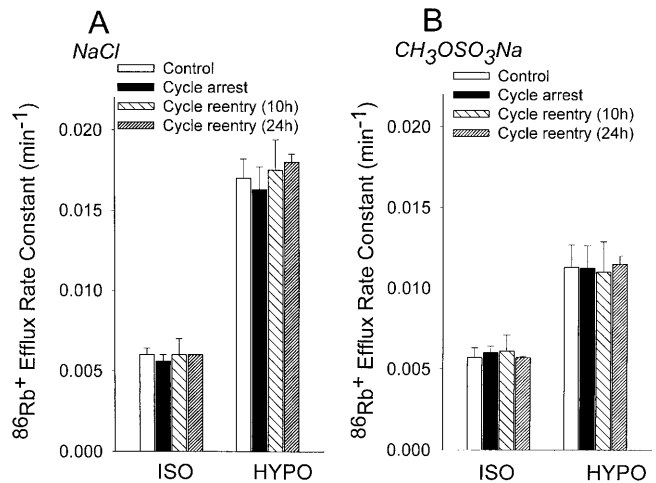 A
NaCl
Control
Cycle arrest
Cycle reentry (10h)
Cycle reentry (24h)
⁸⁶Rb⁺ Efflux Rate Constant (min⁻¹)
0.020
0.015
0.010
0.005
0.000
ISO HYPO
B
CH₃OSO₃Na
Control
Cycle arrest
Cycle reentry (10h)
Cycle reentry (24h)
⁸⁶Rb⁺ Efflux Rate Constant (min⁻¹)
0.020
0.015
0.010
0.005
0.000
ISO HYPO